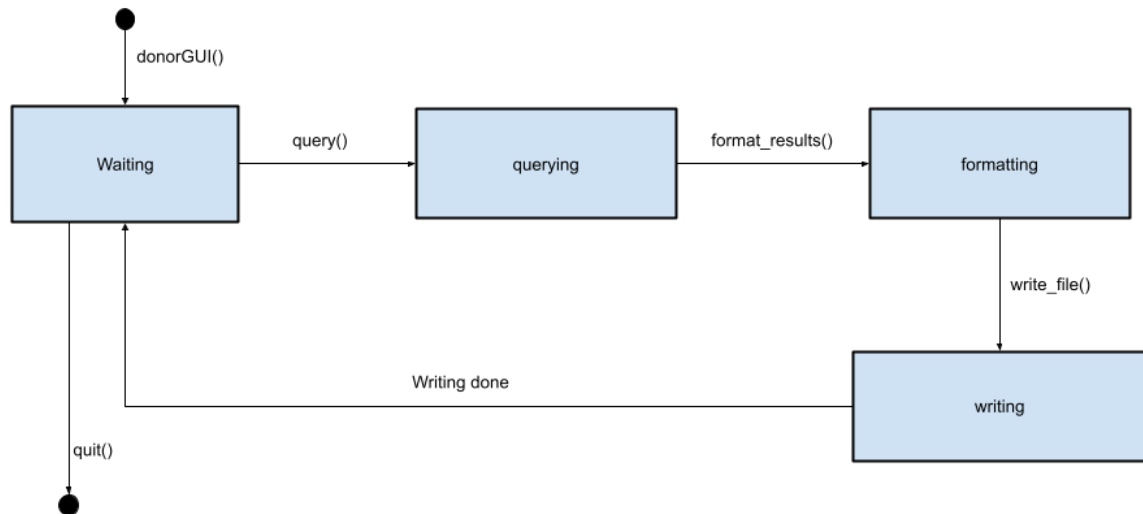 donorGUI()
Waiting
query()
querying
format_results()
formatting
write_file()
Writing done
writing
quit()